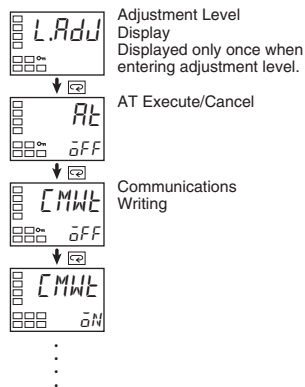 L.AdJ
Adjustment Level
Display
Displayed only once when
entering adjustment level.
At
oFF
AT Execute/Cancel
CMWt
oFF
Communications
Writing
CMWt
oN